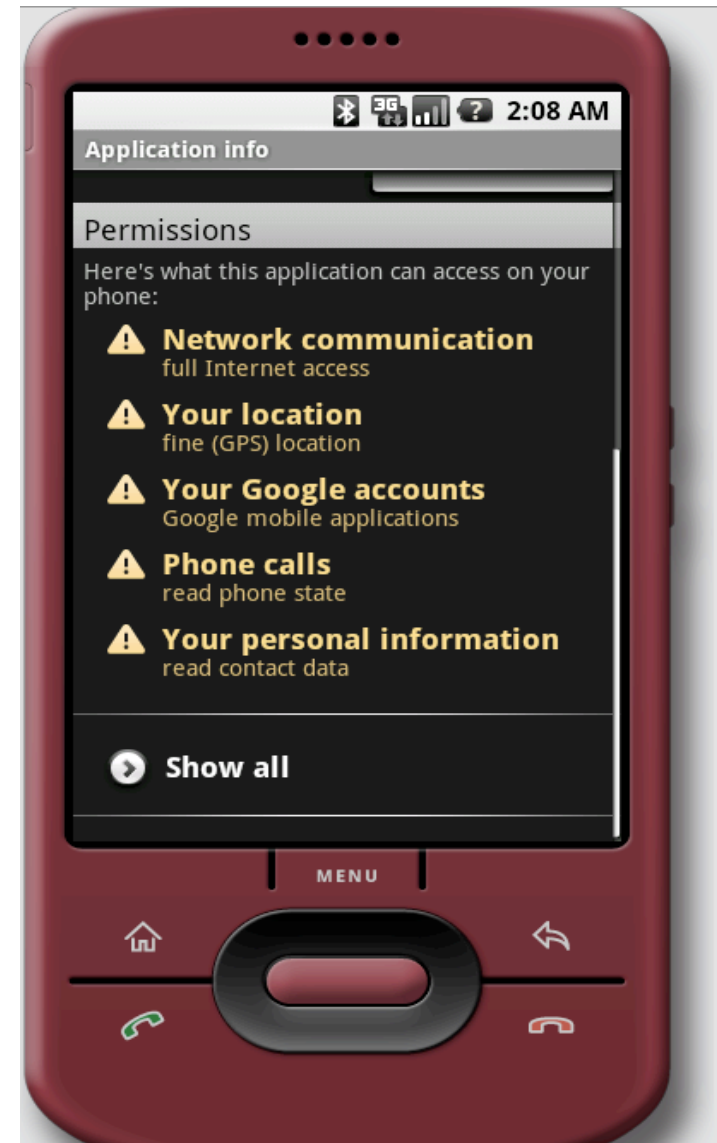 3G
? 2:08 AM
Application info
Permissions
Here's what this application can access on your
phone:
Network communication
full Internet access
Your location
fine (GPS) location
Your Google accounts
Google mobile applications
Phone calls
read phone state
Your personal information
read contact data
Show all
MENU